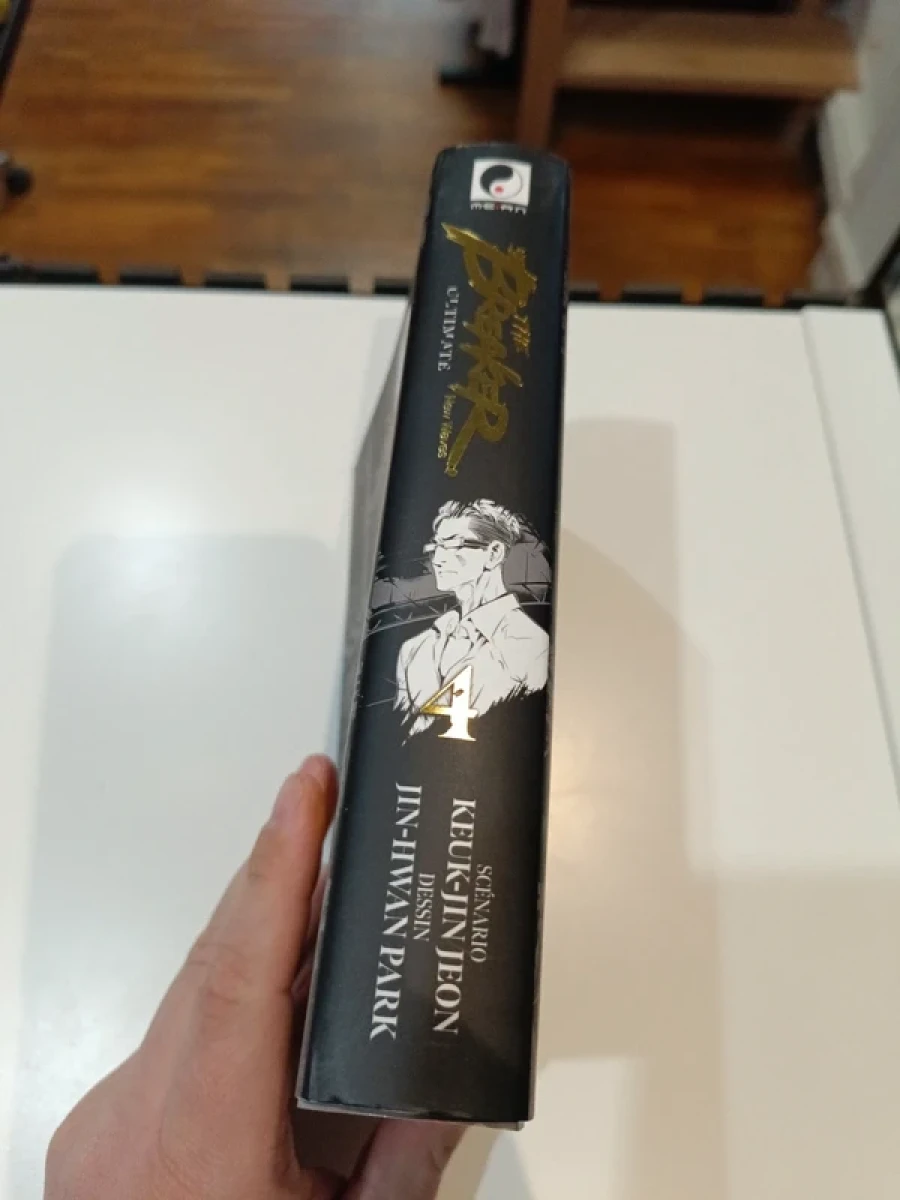 MEIAN
THE
BREAKER
New Waves
ULTIMATE
4
SCÉNARIO
KEUK-JIN JEON
DESSIN
JIN-HWAN PARK